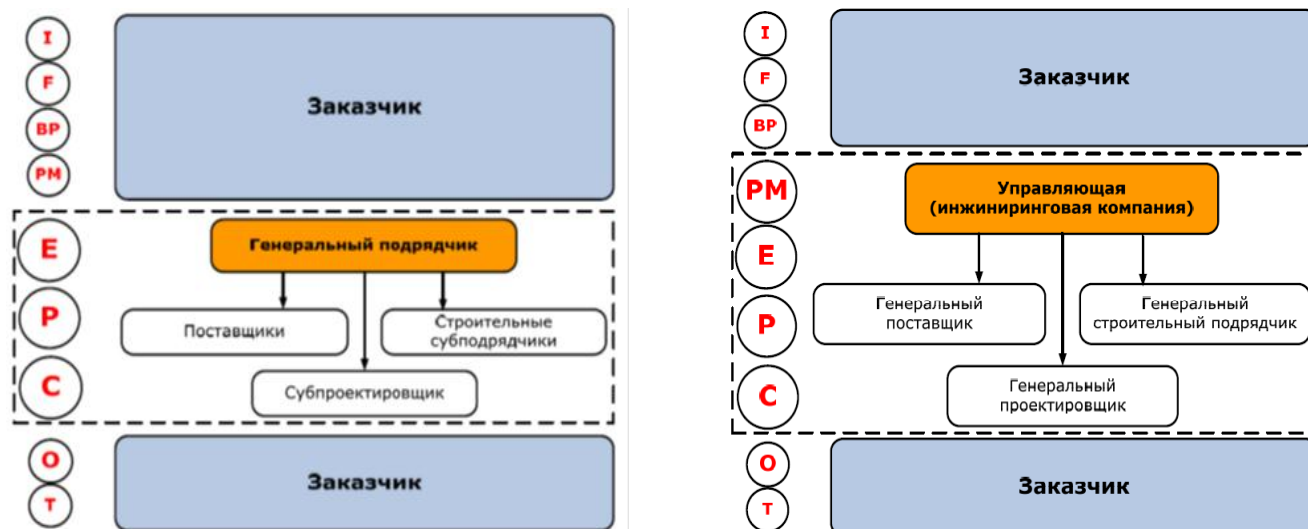 I
F
BP
PM
Заказчик
E
P
C
Генеральный подрядчик
Поставщики
Строительные
субподрядчики
Субпроектировщик
O
T
Заказчик
I
F
BP
Заказчик
PM
E
P
C
Управляющая
(инжиниринговая компания)
Генеральный
поставщик
Генеральный
строительный подрядчик
Генеральный
проектировщик
O
T
Заказчик